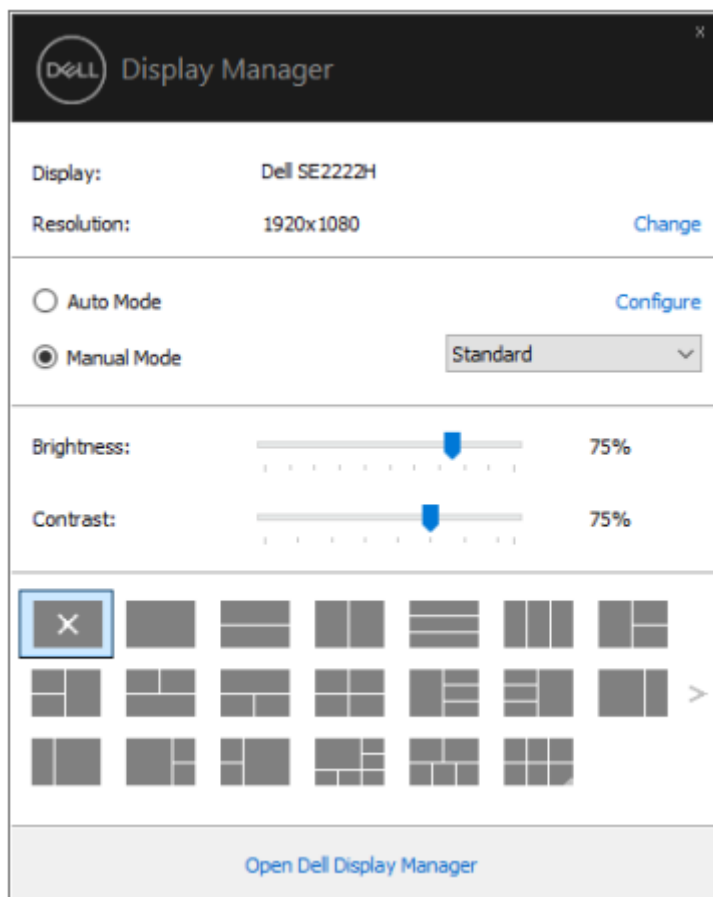 x
DELL Display Manager
Display: Dell SE2222H
Resolution: 1920x1080 Change
Auto Mode Configure
Manual Mode Standard
Brightness: 75%
Contrast: 75%
Open Dell Display Manager